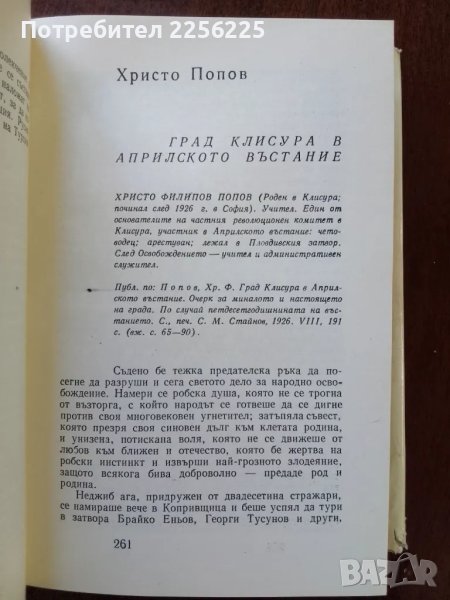 Потребител 2250225
Христо Попов
ГРАД КЛИСУРА В
АПРИЛСКОТО ВЪСТАНИЕ
ХРИСТО ФИЛИПОВ ПОПОВ (Роден в Клисура;
починал след 1926 г. в София). Учител. Един от
основателите на частния революционен комитет в
Клисура, участник в Априлското въстание: чето-
водец; арестуван; лежал в Пловдивския затвор.
След Освобождението — учител и административен
служител.
Публ. по: Попов, Хр. Ф. Град Клисура в Април-
ското въстание. Очерк за миналото и настоящето
на града. По случай петдесетгодишнината на въс-
танието. С., печ. С. М. Стайнов, 1926. VIII, 191
с. (вж. с. 65—90).
Съдено бе тежка предателска ръка да по-
сегне да разруши и сега светото дело за народно осво-
бождение. Намери се робска душа, която не се трогна
от възторга, с който народът се готвеше да се дигне
против своя многовековен угнетител; затъпяла съвест,
която презря своя синовен дълг към клетата родина,
и унизена, потискана воля, която не се движеше от
любов към ближен и отечество, която бе жертва на
робски инстинкт и извърши най-грозното злодеяние,
защото всякога бива доброволно — предаде род и
родина.
Неджиб ага, придружен от двадесетина стражари,
се намираше вече в Копривщица и беше успял да тури
в затвора Брайко Еньов, Георги Тусунов и други,
261
BAZAR